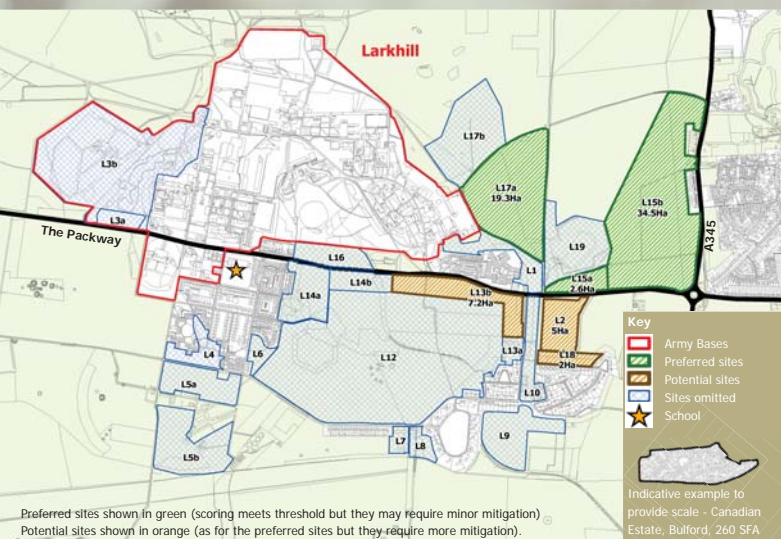 Larkhill
L17b
L3b
L17a
19.3Ha
L15b
34.5Ha
L3a
The Packway
A345
L19
L16
L1
L15a
2.6Ha
L14b
L14a
L13b
7.2Ha
L2
5Ha
L12
L13a
L18
2Ha
L4
L6
L5a
L10
L7
L8
L9
L5b
Key
Army Bases
Preferred sites
Potential sites
Sites omitted
School
Indicative example to
provide scale - Canadian
Estate, Bulford, 260 SFA
Preferred sites shown in green (scoring meets threshold but they may require minor mitigation)
Potential sites shown in orange (as for the preferred sites but they require more mitigation).